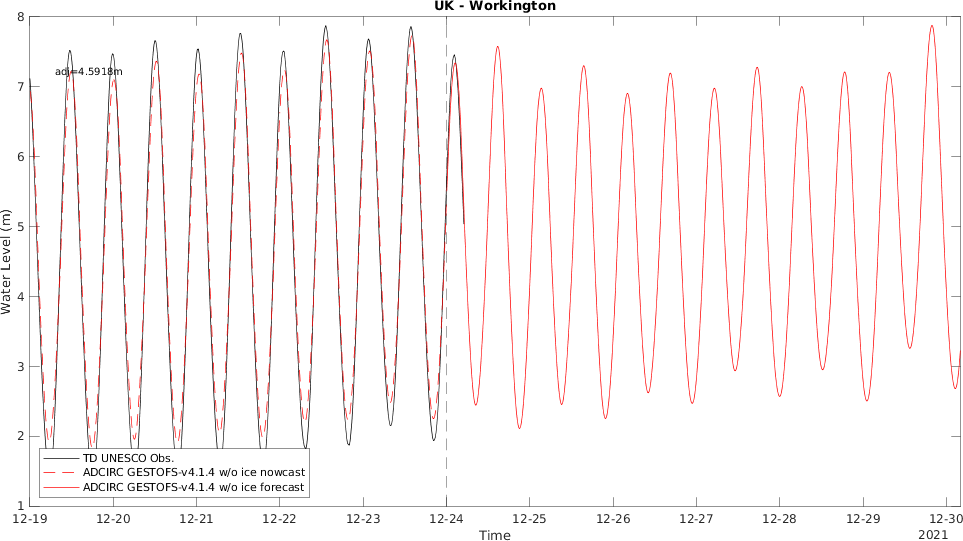 UK - Workington
8
7
6
5
4
3
2
1
Water Level (m)
adj=4.5918m
TD UNESCO Obs.
ADCIRC GESTOFS-v4.1.4 w/o ice nowcast
ADCIRC GESTOFS-v4.1.4 w/o ice forecast
12-19 12-20 12-21 12-22 12-23 12-24 12-25 12-26 12-27 12-28 12-29 12-30
Time
2021